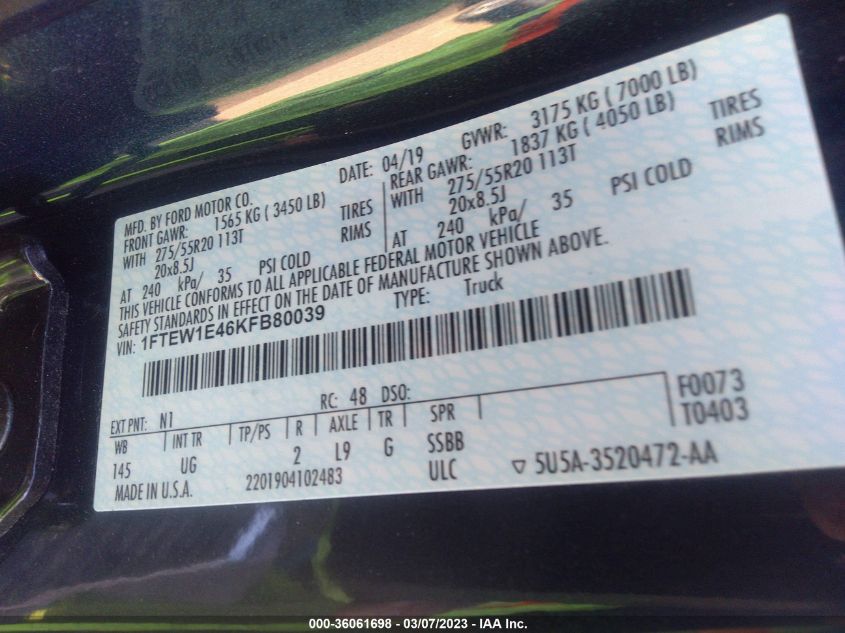 MFD. BY FORD MOTOR CO.
DATE: 04/19
GVWR: 3175 KG ( 7000 LB)
FRONT GAWR: 1565 KG ( 3450 LB)
REAR GAWR: 1837 KG ( 4050 LB)
WITH 275/55R20 113T TIRES
WITH 275/55R20 113T TIRES
20x8.5J RIMS
20x8.5J RIMS
AT 240 kPa/ 35 PSI COLD
AT 240 kPa/ 35 PSI COLD
THIS VEHICLE CONFORMS TO ALL APPLICABLE FEDERAL MOTOR VEHICLE
SAFETY STANDARDS IN EFFECT ON THE DATE OF MANUFACTURE SHOWN ABOVE.
VIN: 1FTEW1E46KFB80039
TYPE: Truck
EXT PNT: N1
RC: 48 DSO:
F0073
T0403
WB INT TR TP/PS R AXLE TR SPR
145 UG 2 L9 G SSBB
MADE IN U.S.A. 2201904102483 ULC ▽ 5U5A-3520472-AA
000-36061698 - 03/07/2023 - IAA Inc.